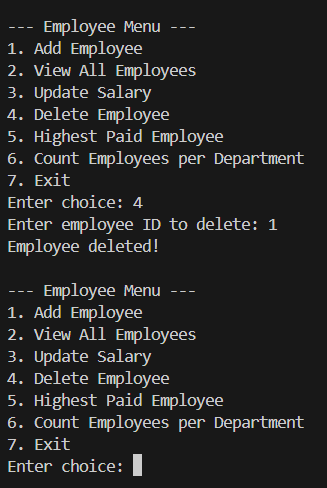 --- Employee Menu ---
1. Add Employee
2. View All Employees
3. Update Salary
4. Delete Employee
5. Highest Paid Employee
6. Count Employees per Department
7. Exit
Enter choice: 4
Enter employee ID to delete: 1
Employee deleted!
--- Employee Menu ---
1. Add Employee
2. View All Employees
3. Update Salary
4. Delete Employee
5. Highest Paid Employee
6. Count Employees per Department
7. Exit
Enter choice: